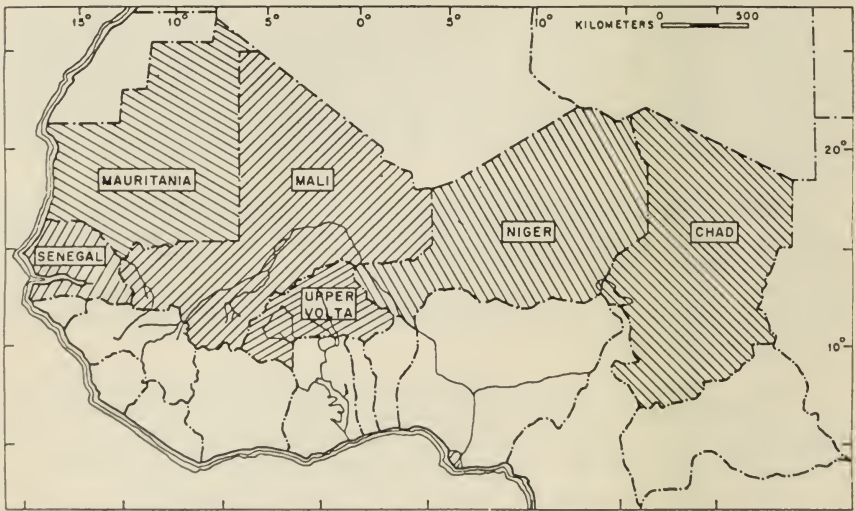 15° 10° 5° 0° 5° 10° KILOMETERS 0 500
20°
MAURITANIA MALI
SENEGAL NIGER CHAD
UPPER
VOLTA
10°